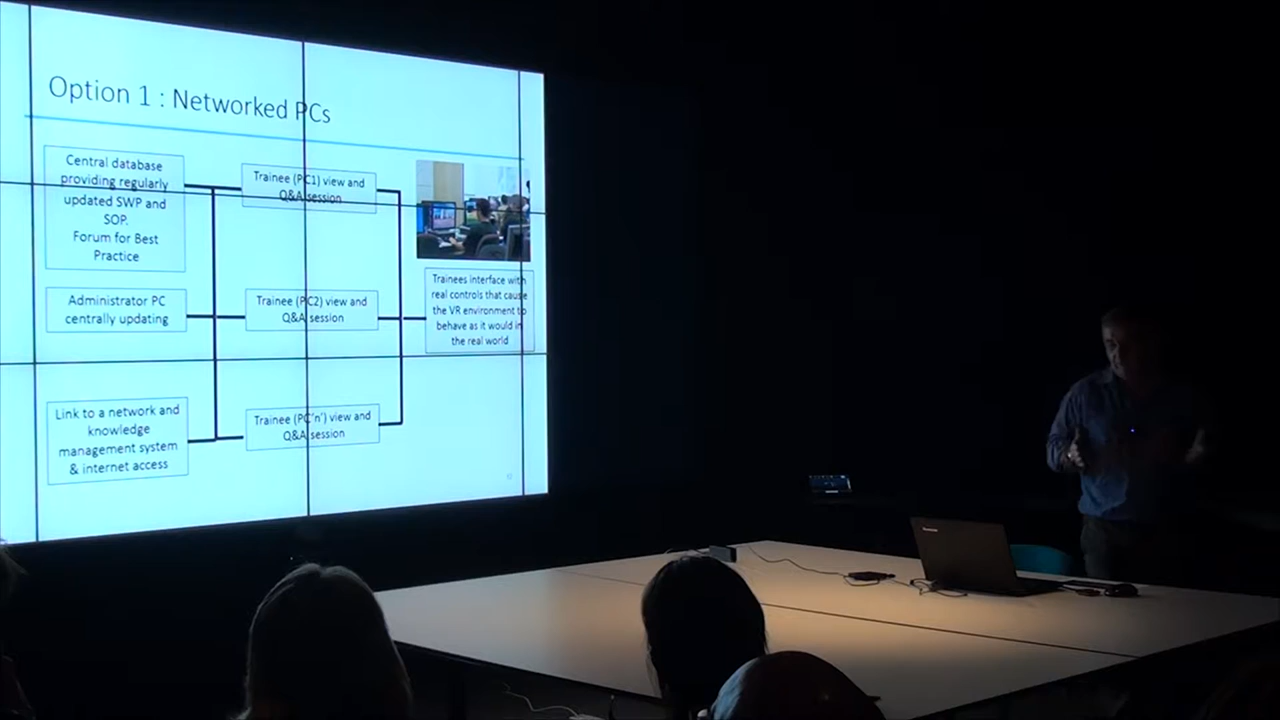 Option 1 : Networked PCs
Central database
providing regularly
updated SWP and
SOP.
Forum for Best
Practice
Administrator PC
centrally updating
Link to a network and
knowledge
management system
& internet access
Trainee (PC1) view and
Q&A session
Trainee (PC2) view and
Q&A session
Trainee (PC'n') view and
Q&A session
Trainees interface with
real controls that cause
the VR environment to
behave as it would in
the real world